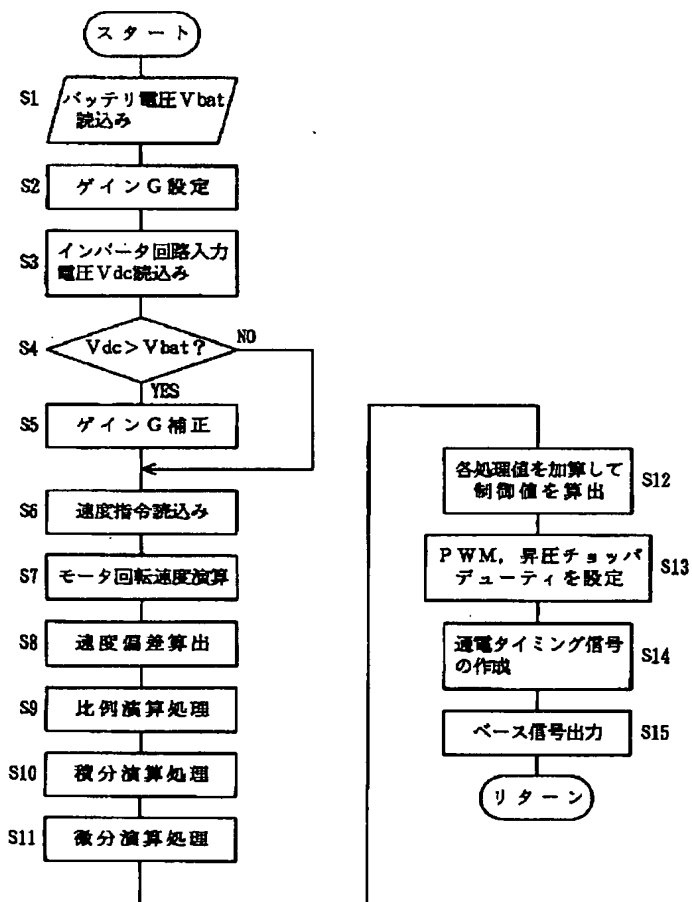 スタート
S1
バッテリ電圧Vbat
読込み
S2
ゲインG設定
S3
インバータ回路入力
電圧Vdc読込み
S4
Vdc>Vbat?
NO
YES
S5
ゲインG補正
S6
速度指令読込み
S7
モータ回転速度演算
S8
速度偏差算出
S9
比例演算処理
S10
積分演算処理
S11
微分演算処理
各処理値を加算して
制御値を算出
S12
PWM,昇圧チョッパ
デューティを設定
S13
通電タイミング信号
の作成
S14
ベース信号出力
S15
リターン